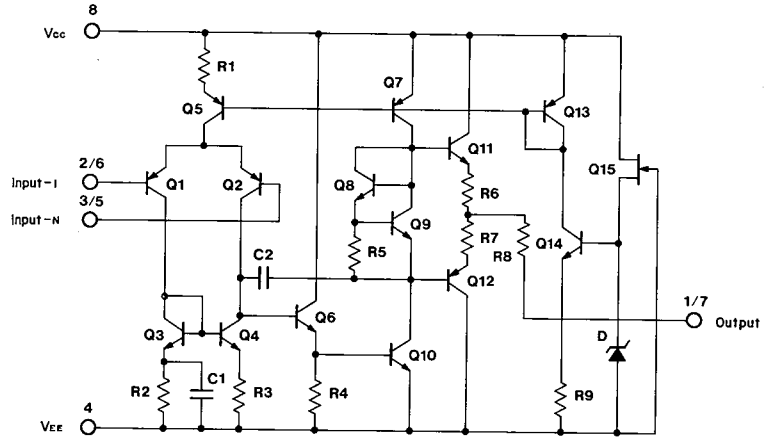 8
Vcc
R1
Q7
Q5
Q13
2/6
Input-I
Q1
Q2
Q8
Q11
R6
Q15
3/5
Input-N
Q9
R7
Q14
R8
R5
C2
Q12
1/7
Output
Q3
Q4
Q6
Q10
D
C1
R2
R3
R4
R9
4
VEE